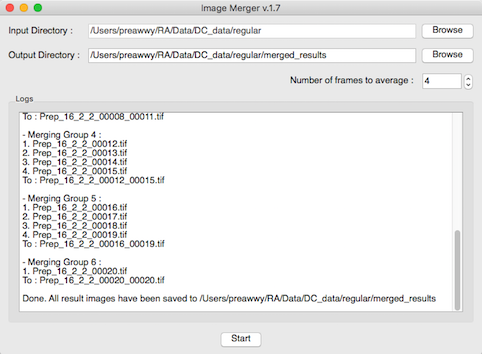 Image Merger v.1.7
Input Directory : /Users/preawwy/RA/Data/DC_data/regular Browse
Output Directory : /Users/preawwy/RA/Data/DC_data/regular/merged_results Browse
Number of frames to average : 4
Logs
To : Prep_16_2_2_00008_00011.tif
- Merging Group 4 :
1. Prep_16_2_2_00012.tif
2. Prep_16_2_2_00013.tif
3. Prep_16_2_2_00014.tif
4. Prep_16_2_2_00015.tif
To : Prep_16_2_2_00012_00015.tif
- Merging Group 5 :
1. Prep_16_2_2_00016.tif
2. Prep_16_2_2_00017.tif
3. Prep_16_2_2_00018.tif
4. Prep_16_2_2_00019.tif
To : Prep_16_2_2_00016_00019.tif
- Merging Group 6 :
1. Prep_16_2_2_00020.tif
To : Prep_16_2_2_00020_00020.tif
Done. All result images have been saved to /Users/preawwy/RA/Data/DC_data/regular/merged_results
Start